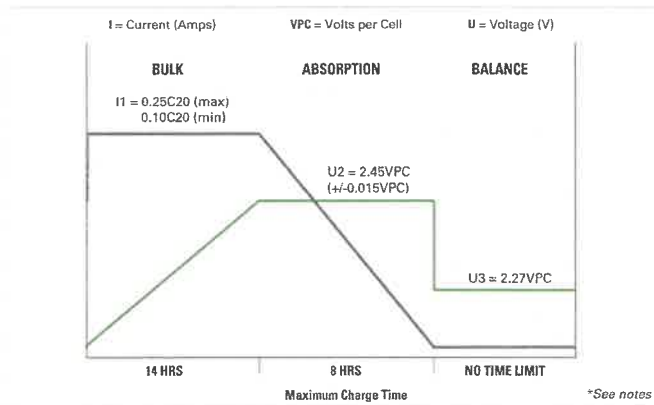 I = Current (Amps) VPC = Volts per Cell U = Voltage (V)
BULK ABSORPTION BALANCE
I1 = 0.25C20 (max)
0.10C20 (min)
U2 = 2.45VPC
(+/-0.015VPC)
U3 = 2.27VPC
14 HRS 8 HRS NO TIME LIMIT
Maximum Charge Time
*See notes